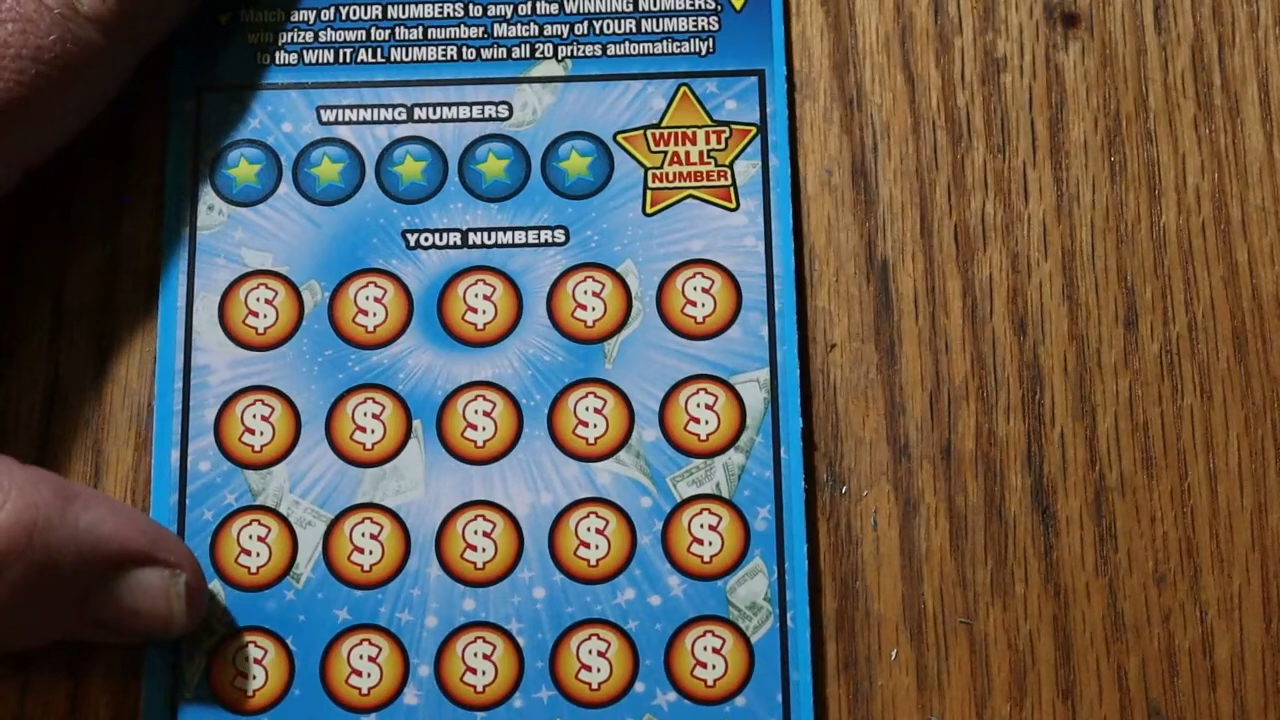 Match any of YOUR NUMBERS to any of the WINNING NUMBERS,
win prize shown for that number. Match any of YOUR NUMBERS
to the WIN IT ALL NUMBER to win all 20 prizes automatically!
WINNING NUMBERS
WIN IT
ALL
NUMBER
YOUR NUMBERS
$ $ $ $ $
$ $ $ $ $
$ $ $ $ $
$ $ $ $ $